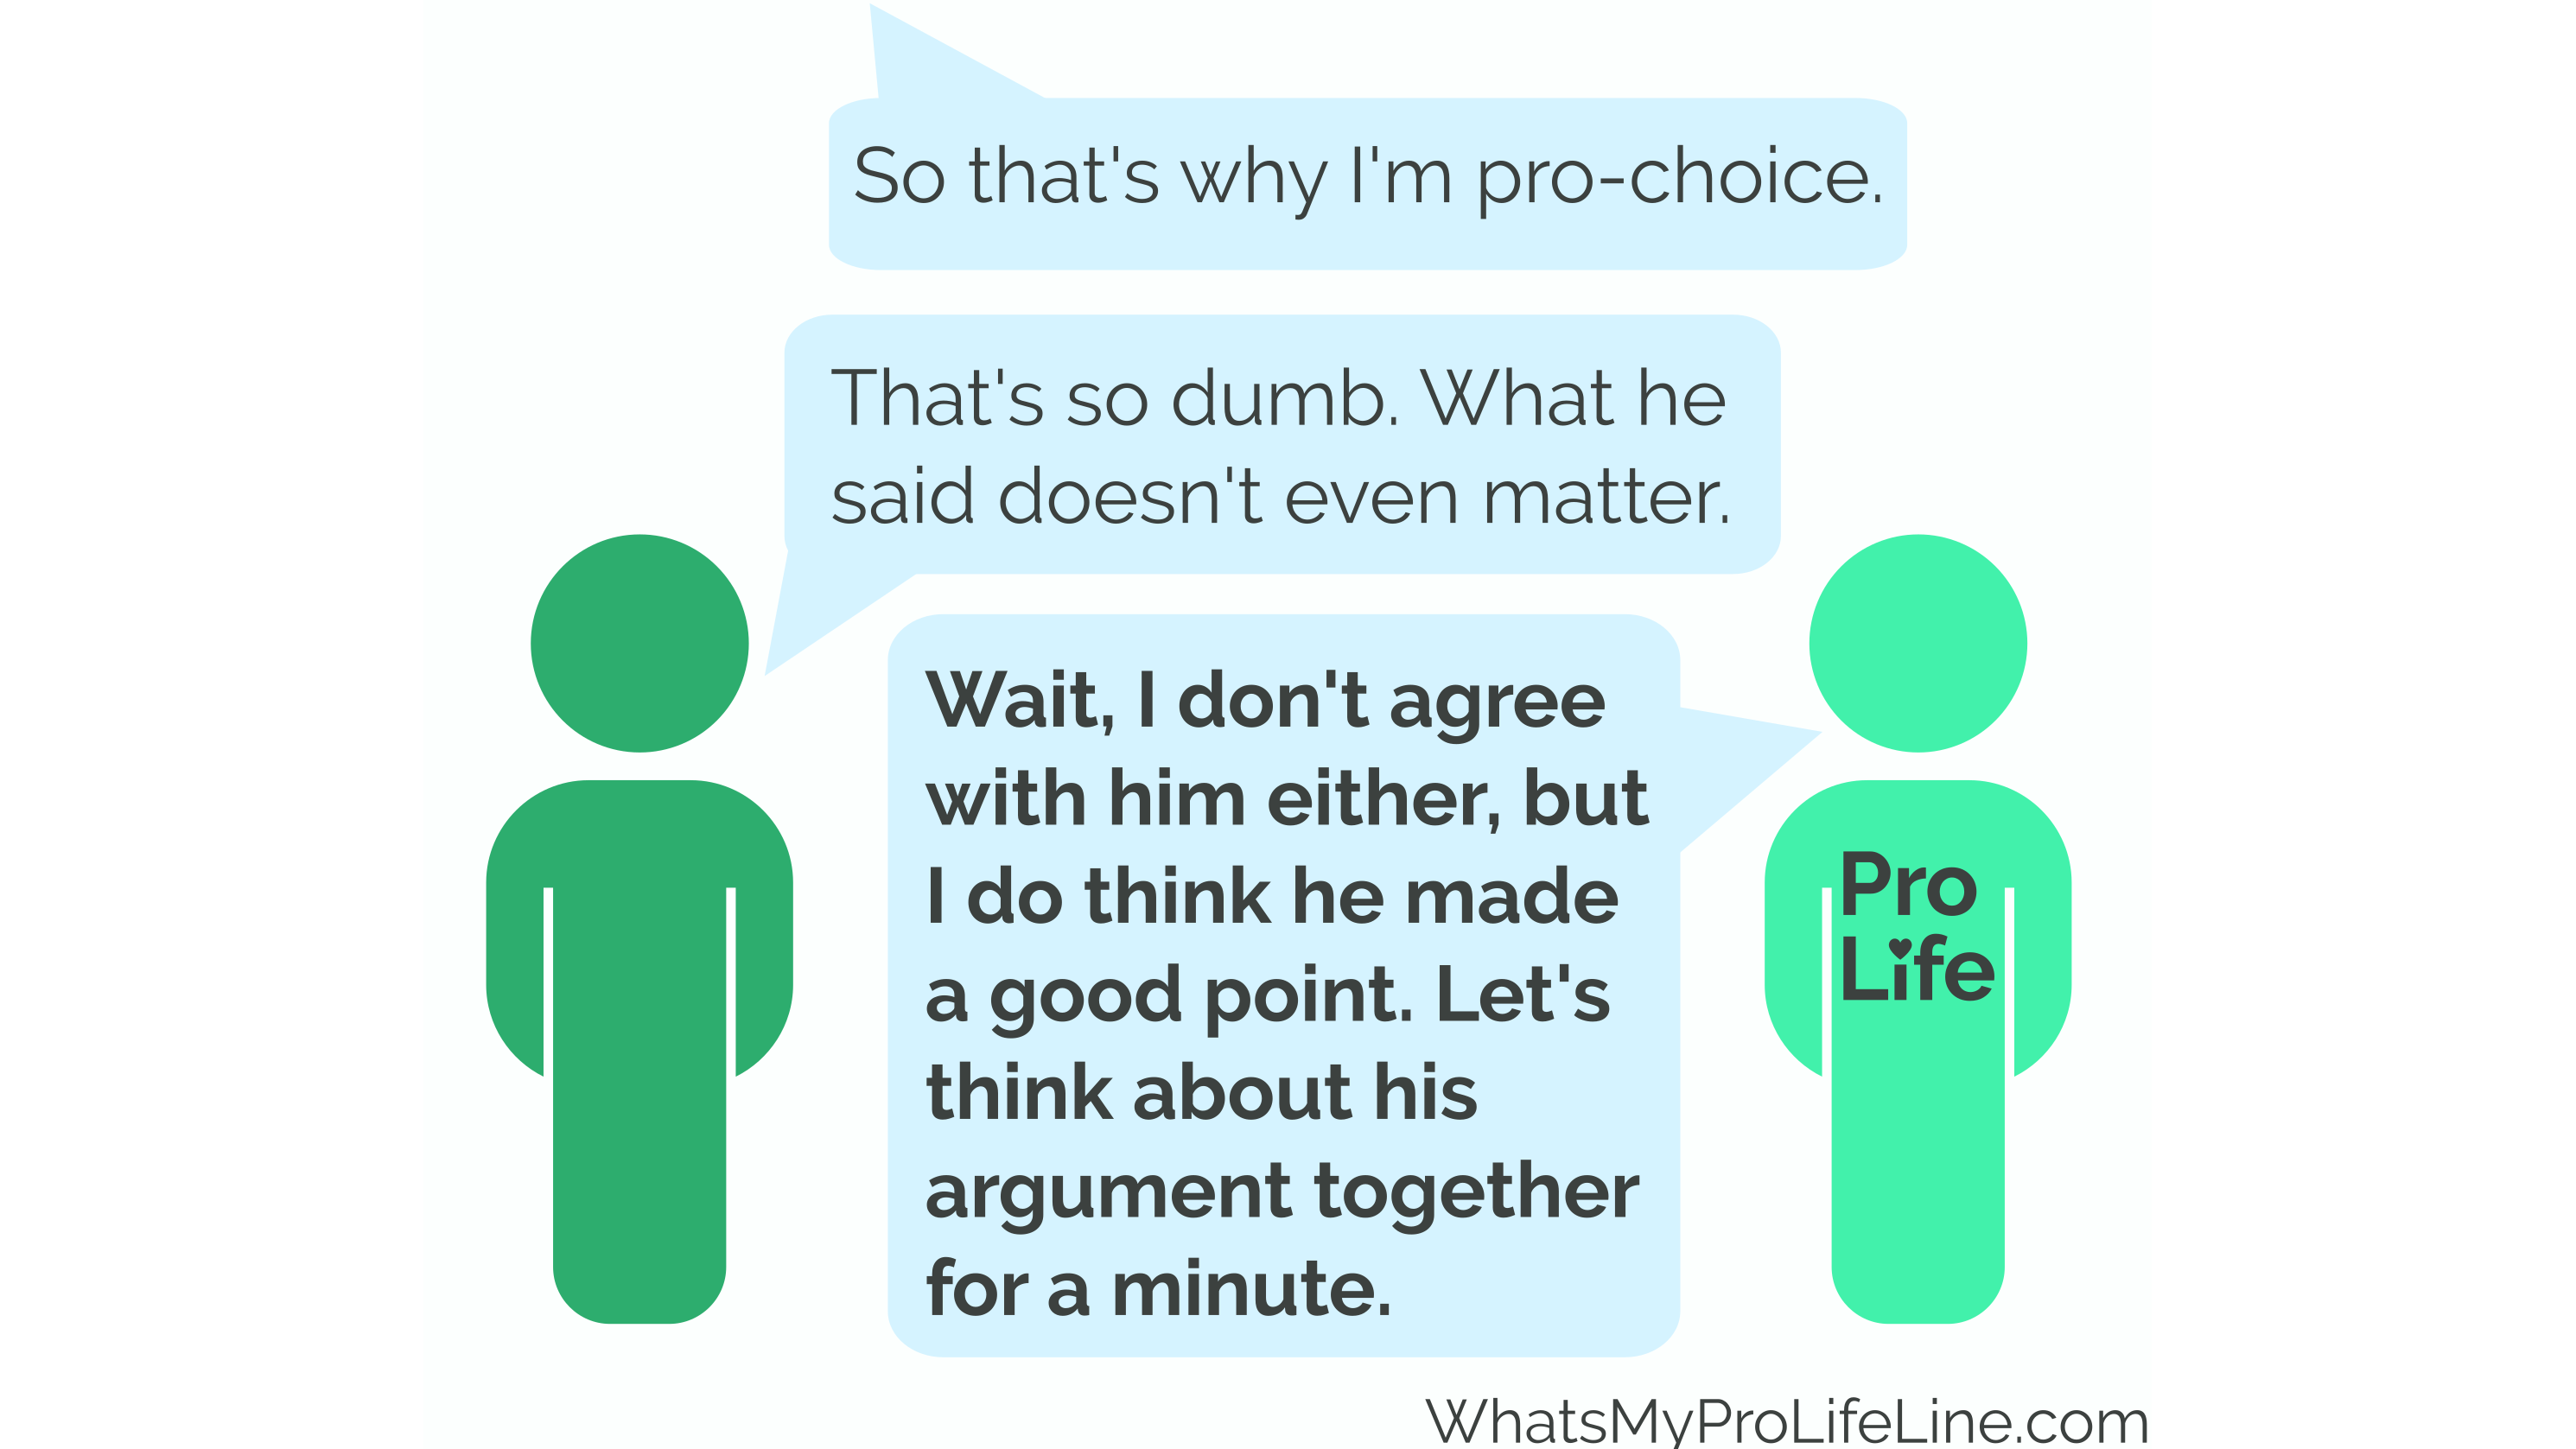 So that's why I'm pro-choice.
That's so dumb. What he
said doesn't even matter.
Wait, I don't agree
with him either, but
I do think he made
a good point. Let's
think about his
argument together
for a minute.
Pro
Life
WhatsMyProLifeLine.com